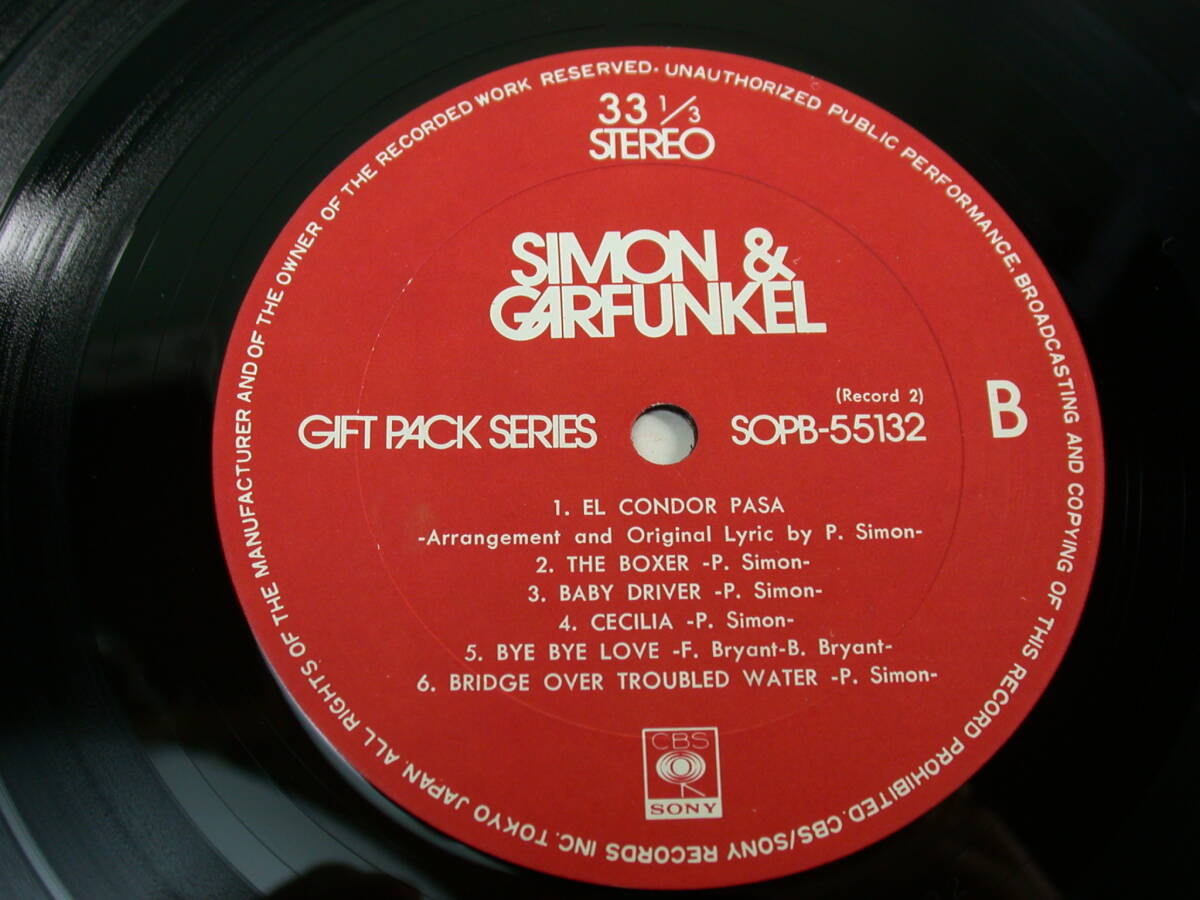 33 1/3
STEREO
SIMON &
GARFUNKEL
(Record 2)
GIFT PACK SERIES
SOPB-55132
B
1. EL CONDOR PASA
-Arrangement and Original Lyric by P. Simon-
2. THE BOXER -P. Simon-
3. BABY DRIVER -P. Simon-
4. CECILIA -P. Simon-
5. BYE BYE LOVE -F. Bryant-B. Bryant-
6. BRIDGE OVER TROUBLED WATER -P. Simon-
CBS
SONY
CBS/SONY RECORDS INC. TOKYO JAPAN. ALL RIGHTS OF THE MANUFACTURER AND OF THE OWNER OF THE RECORDED WORK RESERVED. UNAUTHORIZED PUBLIC PERFORMANCE, BROADCASTING AND COPYING OF THIS RECORD PROHIBITED.